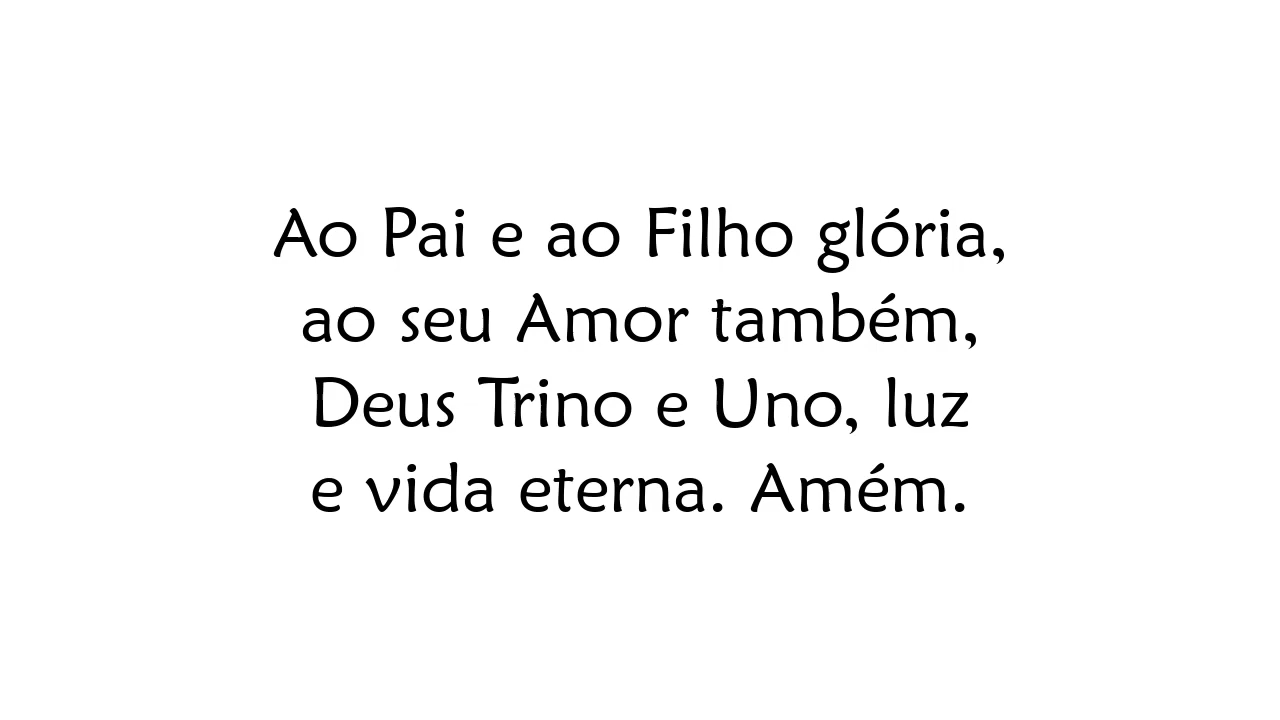 Ao Pai e ao Filho glória,
ao seu Amor também,
Deus Trino e Uno, luz
e vida eterna. Amém.